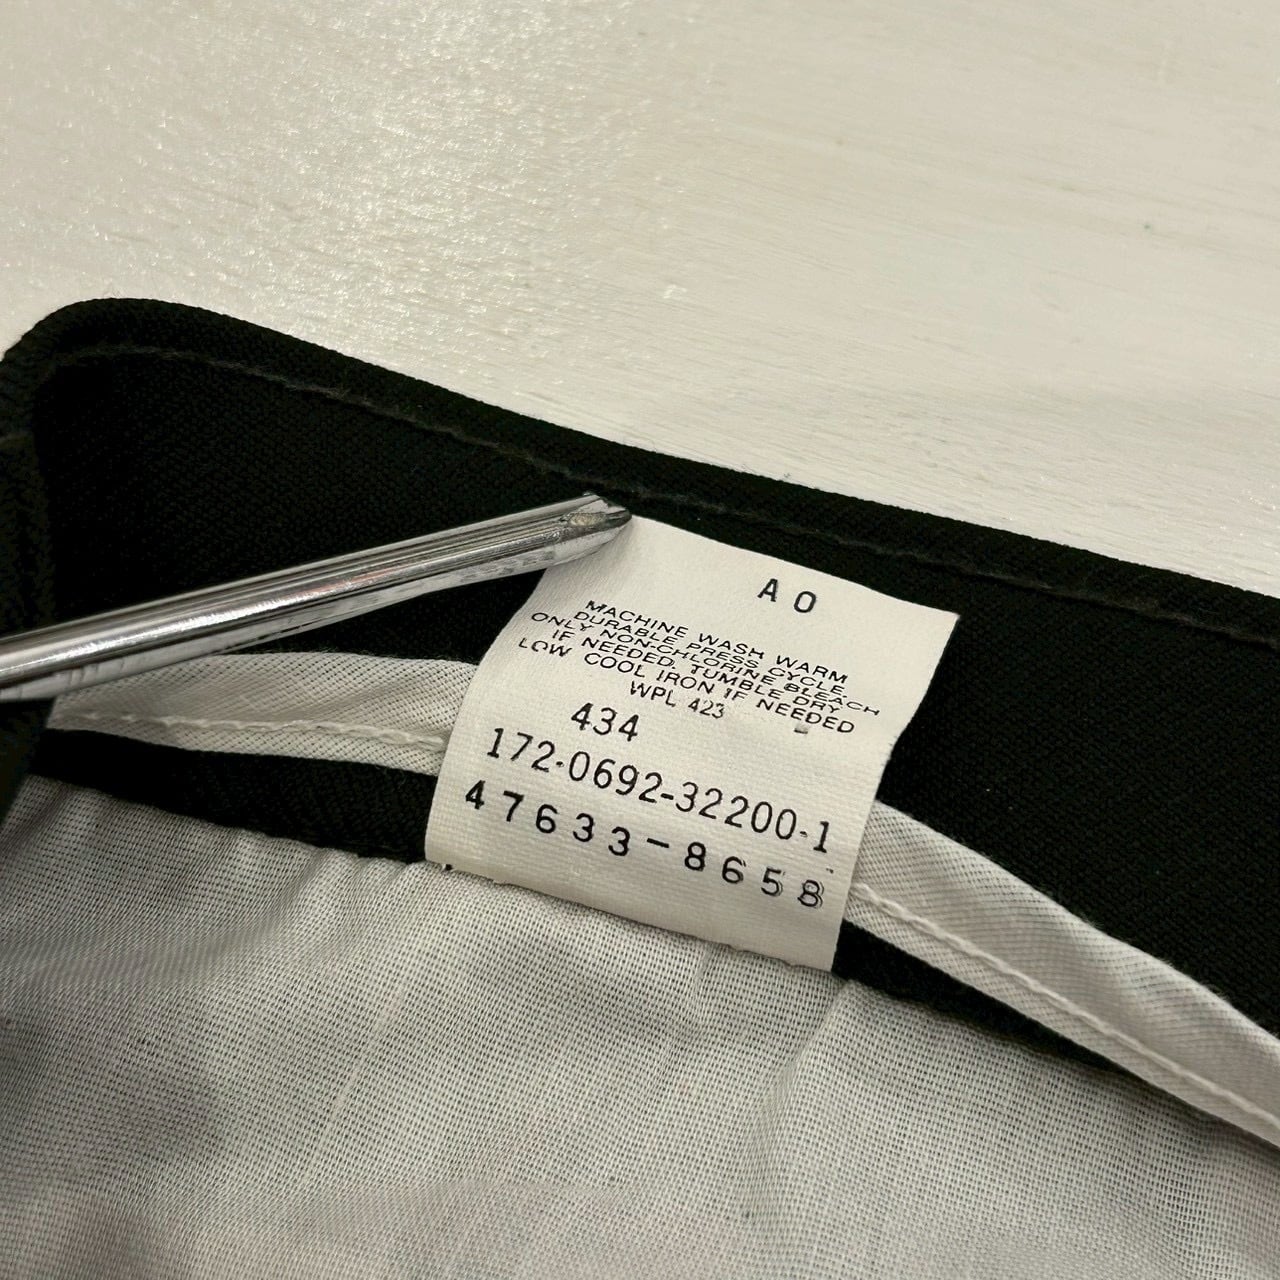 A O
MACHINE WASH WARM
DURABLE PRESS CYCLE.
ONLY NON-CHLORINE BLEACH
IF NEEDED. TUMBLE DRY
LOW COOL IRON IF NEEDED
WPL 423
434
172-0692-32200-1
47633-8658